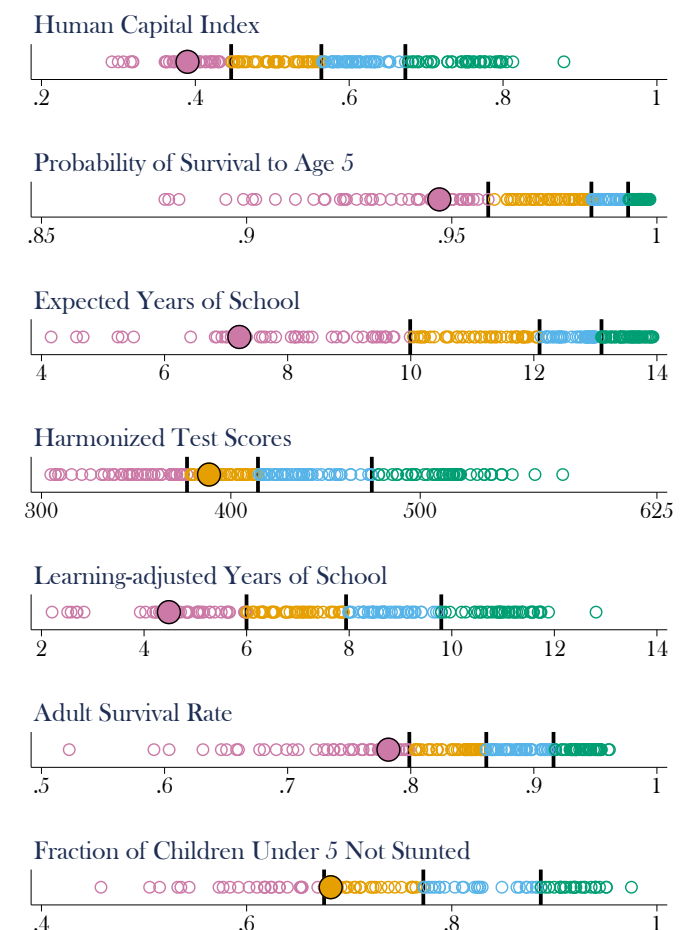 Human Capital Index
.2 .4 .6 .8 1
Probability of Survival to Age 5
.85 .9 .95 1
Expected Years of School
4 6 8 10 12 14
Harmonized Test Scores
300 400 500 625
Learning-adjusted Years of School
2 4 6 8 10 12 14
Adult Survival Rate
.5 .6 .7 .8 .9 1
Fraction of Children Under 5 Not Stunted
.4 .6 .8 1